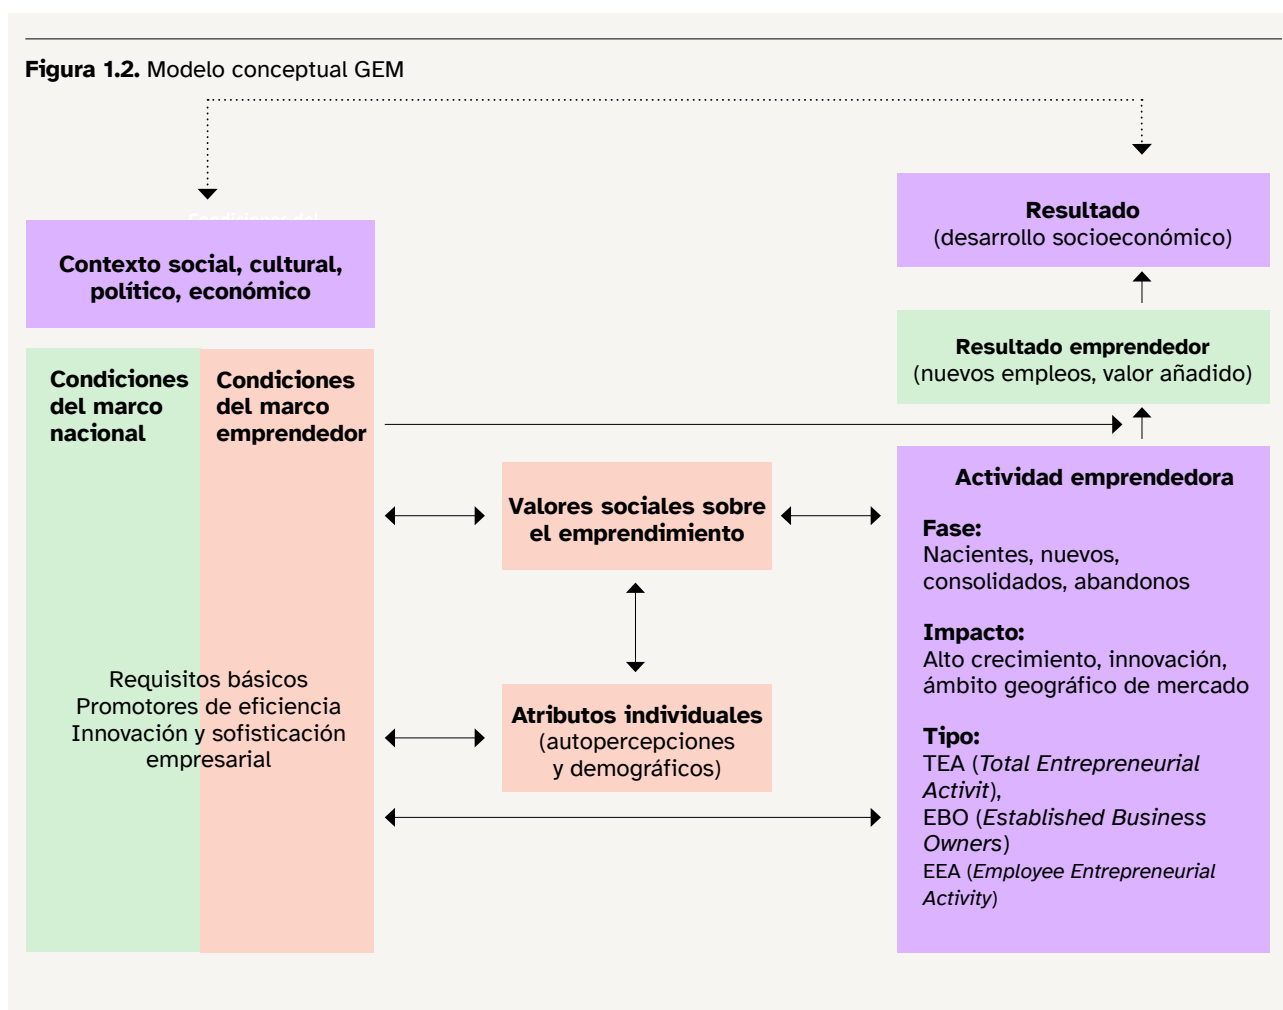 Figura 1.2. Modelo conceptual GEM
Contexto social, cultural,
político, económico
Condiciones
del marco
nacional
Condiciones
del marco
emprendedor
Requisitos básicos
Promotores de eficiencia
Innovación y sofisticación
empresarial
Valores sociales sobre
el emprendimiento
Atributos individuales
(autopercepciones
y demográficos)
Resultado
(desarrollo socioeconómico)
Resultado emprendedor
(nuevos empleos, valor añadido)
Actividad emprendedora
Fase:
Nacientes, nuevos,
consolidados, abandonos
Impacto:
Alto crecimiento, innovación,
ámbito geográfico de mercado
Tipo:
TEA (Total Entrepreneurial
Activit),
EBO (Established Business
Owners)
EEA (Employee Entrepreneurial
Activity)